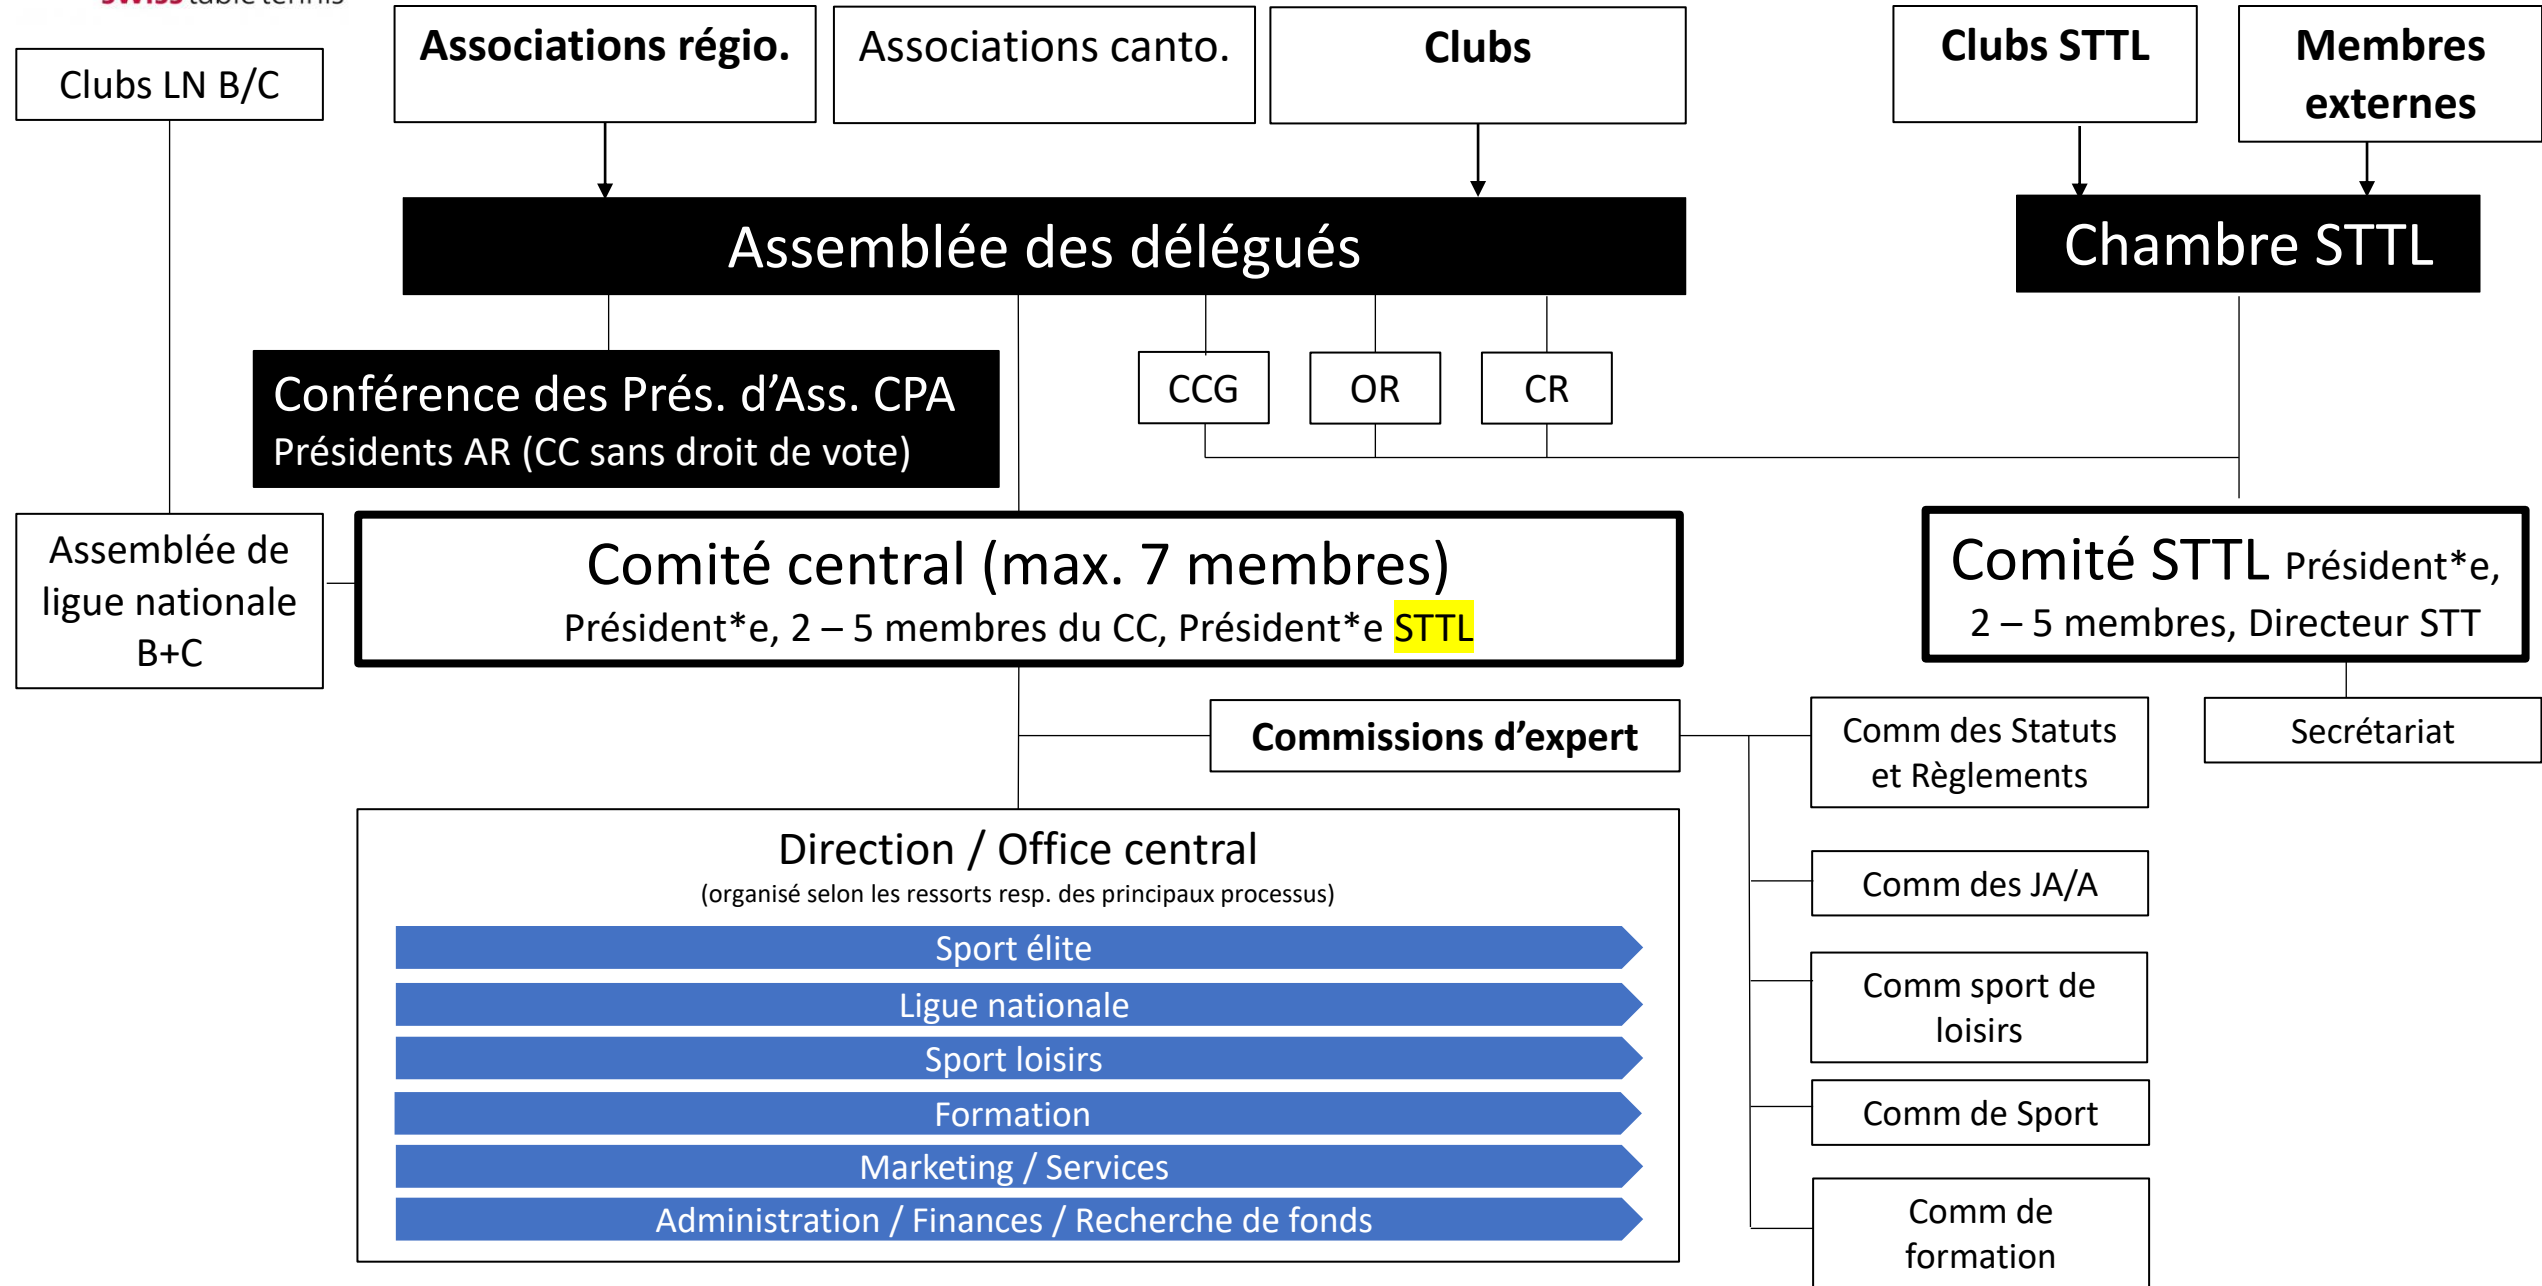 swiss table tennis
Associations régio.
Associations canto.
Clubs
Clubs STTL
Membres
externes
Clubs LN B/C
Assemblée des délégués
Chambre STTL
Conférence des Prés. d’Ass. CPA
Présidents AR (CC sans droit de vote)
CCG
OR
CR
Assemblée de
ligue nationale
B+C
Comité central (max. 7 membres)
Président*e, 2 – 5 membres du CC, Président*e STTL
Comité STTL Président*e,
2 – 5 membres, Directeur STT
Commissions d’expert
Comm des Statuts
et Règlements
Secrétariat
Direction / Office central
(organisé selon les ressorts resp. des principaux processus)
Sport élite
Ligue nationale
Sport loisirs
Formation
Marketing / Services
Administration / Finances / Recherche de fonds
Comm des JA/A
Comm sport de
loisirs
Comm de Sport
Comm de
formation